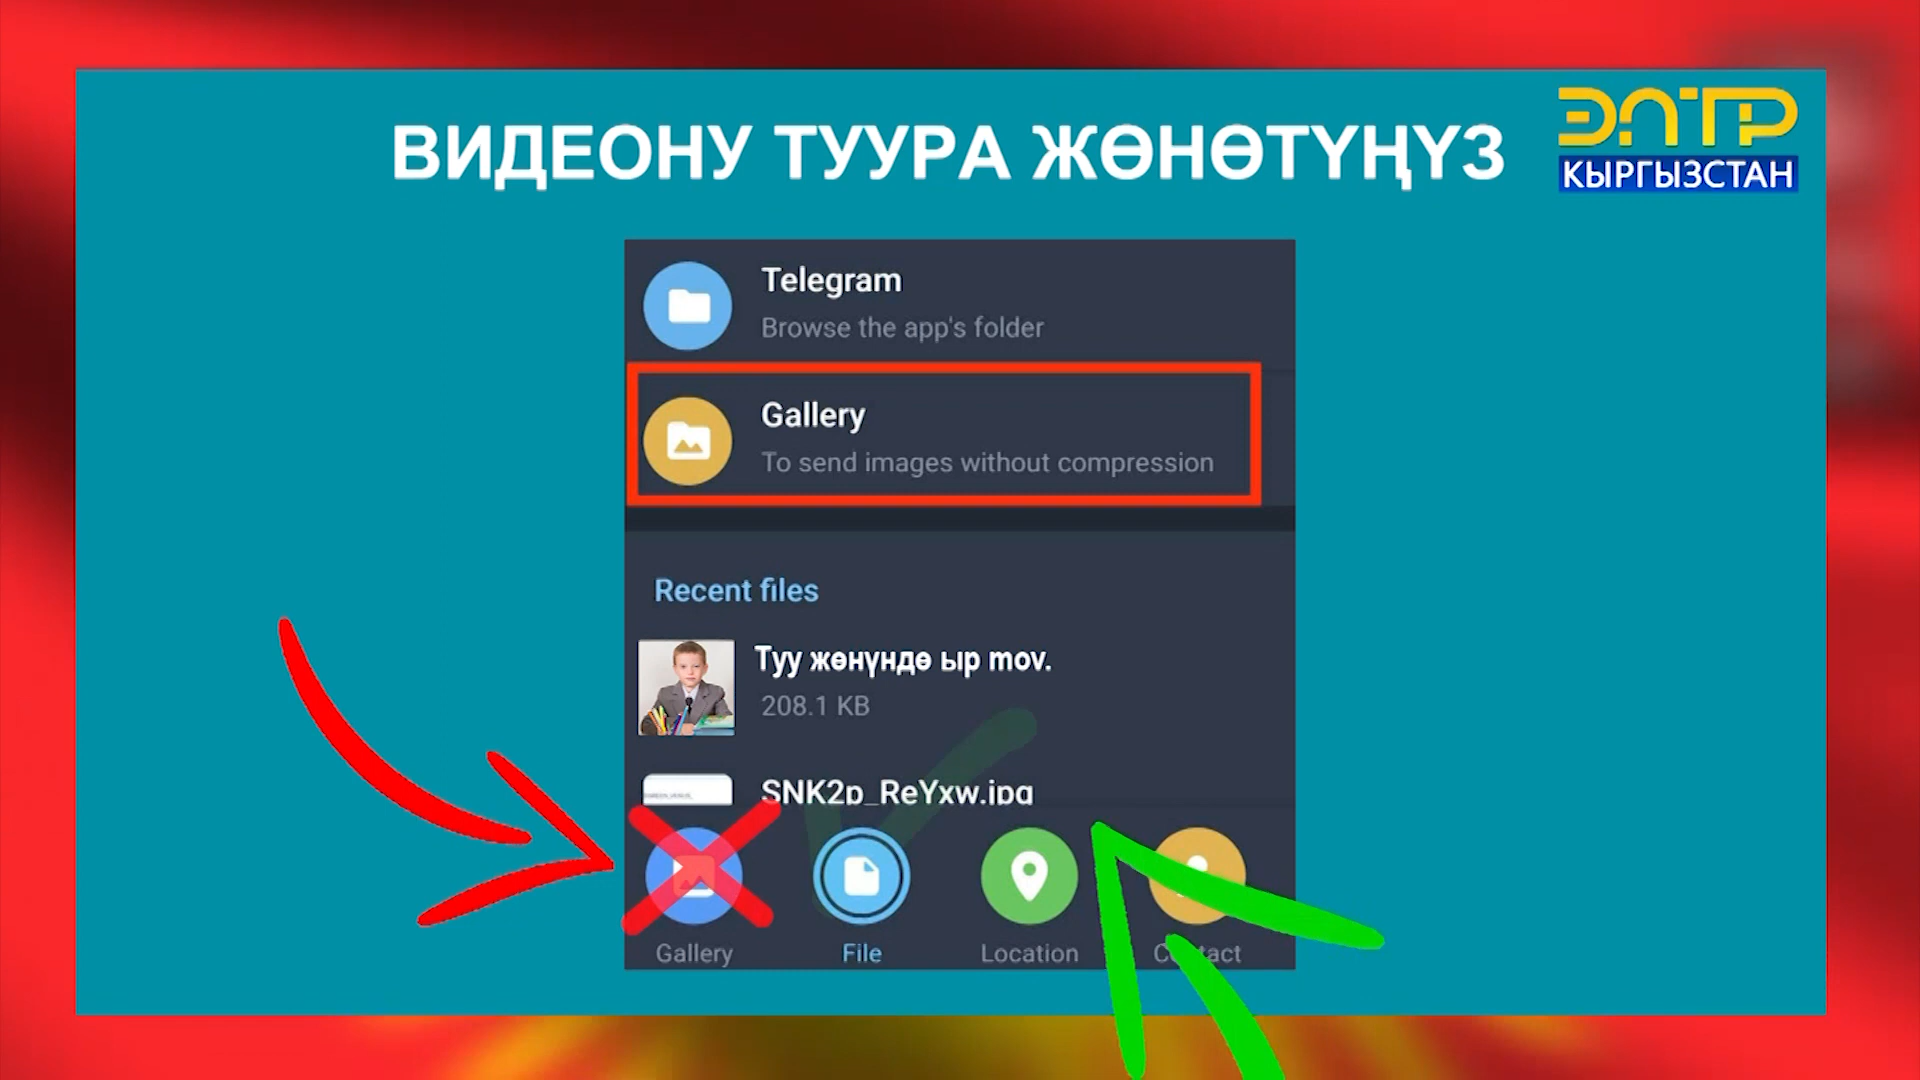 ВИДЕОНУ ТУУРА ЖӨНӨТҮҢҮЗ
ЭЛТР
КЫРГЫЗСТАН
Telegram
Browse the app's folder
Gallery
To send images without compression
Recent files
Туу жөнүндө ыр mov.
208.1 KB
SNK2p_ReYxw.jpg
Gallery
File
Location